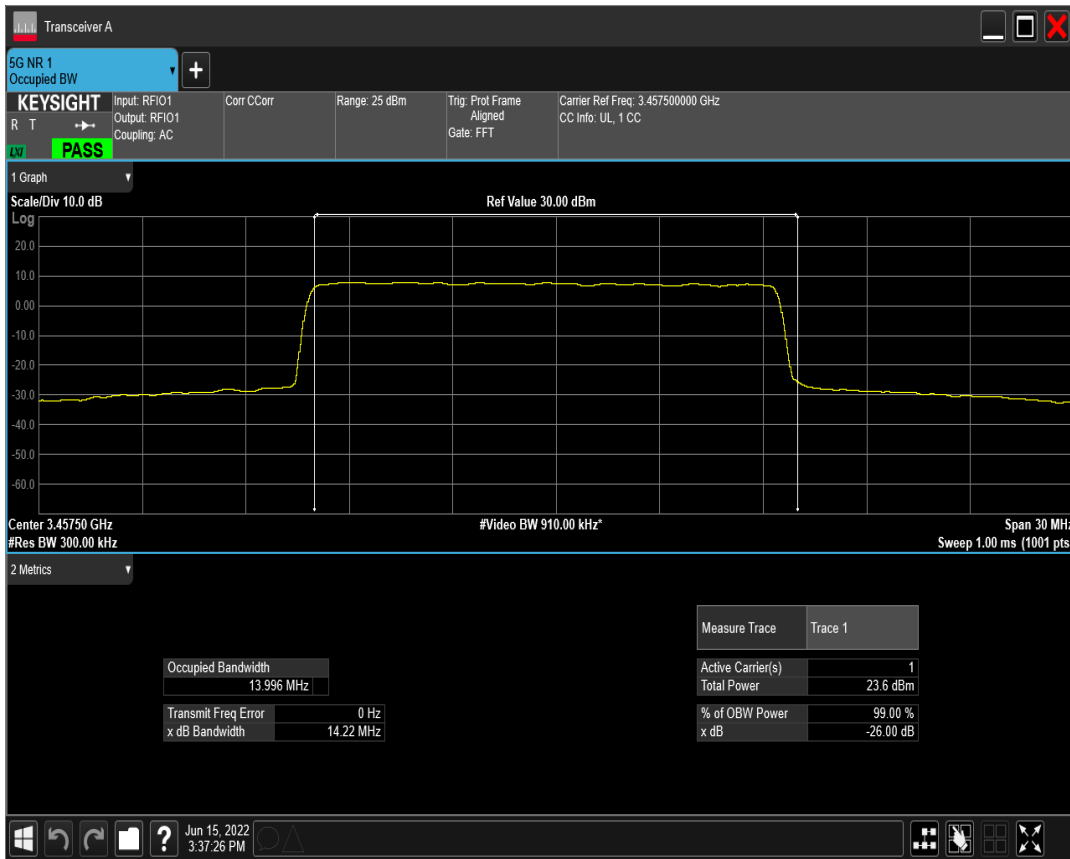 Transceiver A
5G NR 1
Occupied BW
KEYSIGHT
R T
LXI
PASS
Input: RFIO1
Output: RFIO1
Coupling: AC
Corr CCorr
Range: 25 dBm
Trig: Prot Frame
Aligned
Gate: FFT
Carrier Ref Freq: 3.457500000 GHz
CC Info: UL, 1 CC
1 Graph
Scale/Div 10.0 dB
Ref Value 30.00 dBm
Log
20.0
10.0
0.00
-10.0
-20.0
-30.0
-40.0
-50.0
-60.0
Center 3.45750 GHz
#Video BW 910.00 kHz*
Span 30 MHz
#Res BW 300.00 kHz
Sweep 1.00 ms (1001 pts
2 Metrics
Measure Trace Trace 1
Occupied Bandwidth
13.996 MHz
Active Carrier(s) 1
Total Power 23.6 dBm
Transmit Freq Error 0 Hz
x dB Bandwidth 14.22 MHz
% of OBW Power 99.00 %
x dB -26.00 dB
?
Jun 15, 2022
3:37:26 PM